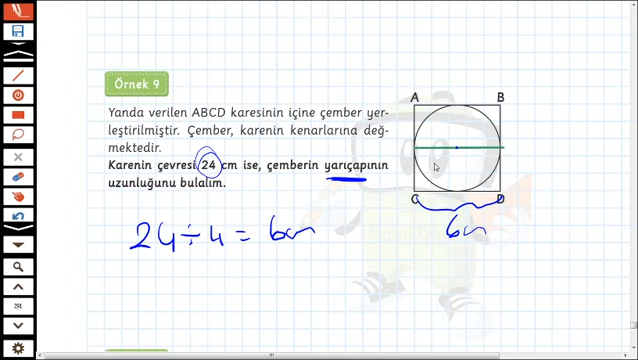 Örnek 9
Yanda verilen ABCD karesinin içine çember yer-
leştirilmiştir. Çember, karenin kenarlarına değ-
mektedir.
Karenin çevresi 24 cm ise, çemberin yarıçapının
uzunluğunu bulalım.
A B
C D
24 ÷ 4 = 6cm
6cm